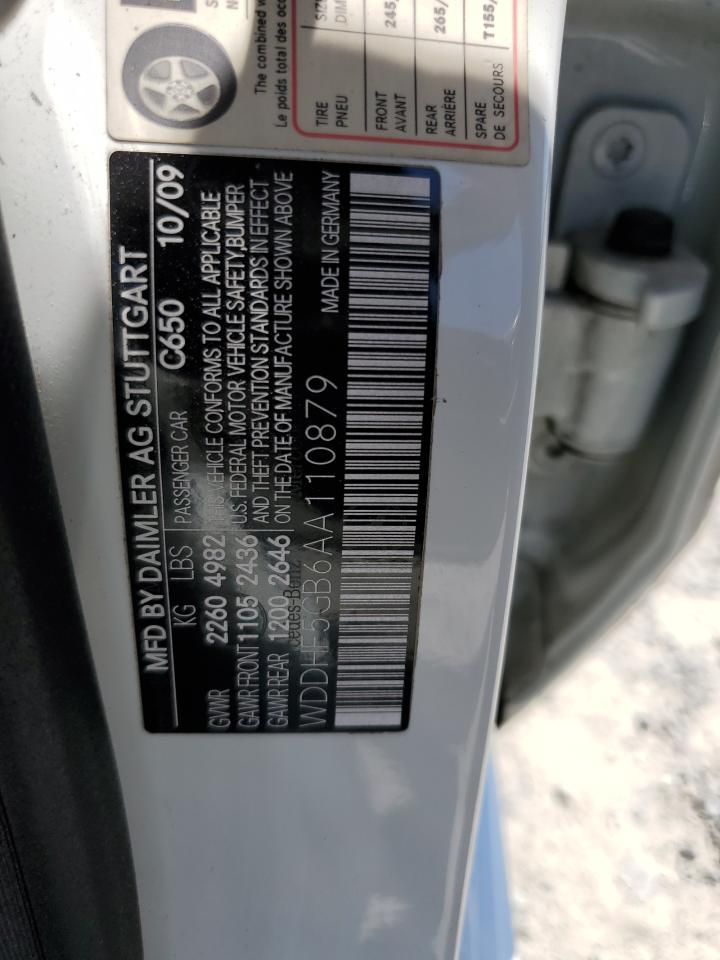 MFD BY DAIMLER AG STUTTGART
KG LBS PASSENGER CAR C650 10/09
GVWR 2260 4982 THIS VEHICLE CONFORMS TO ALL APPLICABLE
GAWR FRONT 1105 2436 U.S. FEDERAL MOTOR VEHICLE SAFETY, BUMPER
AND THEFT PREVENTION STANDARDS IN EFFECT
GAWR REAR 1200 2646 ON THE DATE OF MANUFACTURE SHOWN ABOVE
WDDHF5GB6AA110879 MADE IN GERMANY
The combined w
Le poids total des occ
TIRE
PNEU
FRONT
AVANT
245
REAR
ARRIÈRE
265/
SPARE
DE SECOURS
T155/